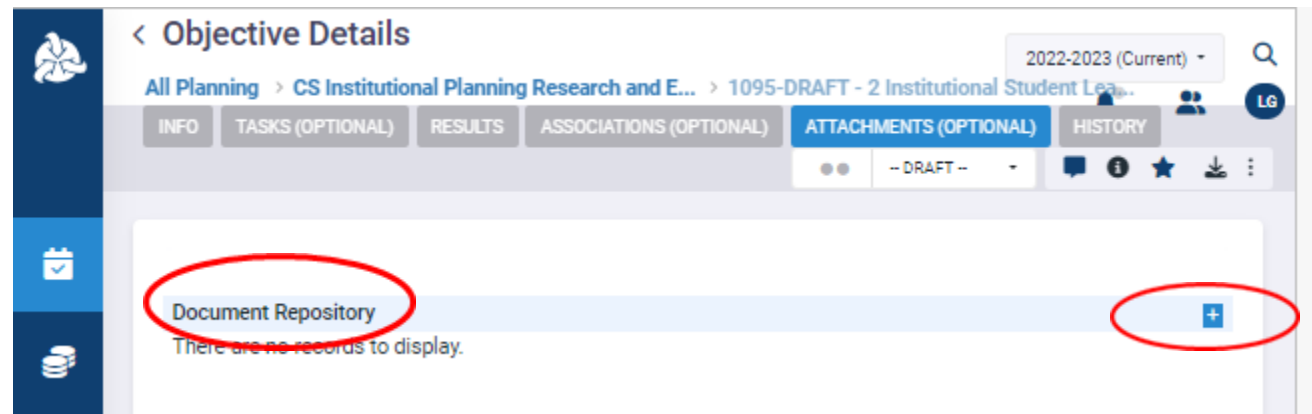 < Objective Details
2022-2023 (Current)
All Planning > CS Institutional Planning Research and E... > 1095-DRAFT - 2 Institutional Student Lea...
LG
INFO TASKS (OPTIONAL) RESULTS ASSOCIATIONS (OPTIONAL) ATTACHMENTS (OPTIONAL) HISTORY
-- DRAFT --
Document Repository
+
There are no records to display.